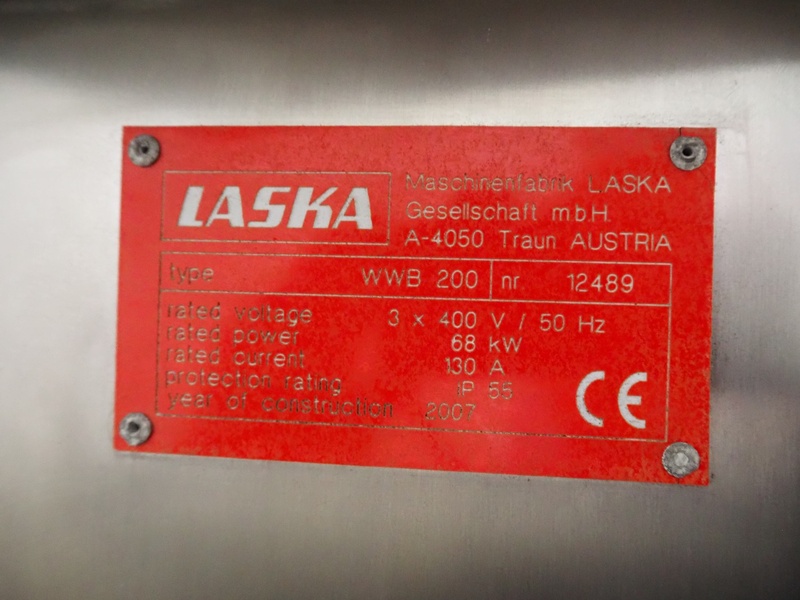 LASKA
Maschinenfabrik LASKA
Gesellschaft m.b.H.
A-4050 Traun AUSTRIA
type WWB 200 nr. 12489
rated voltage 3 x 400 V / 50 Hz
rated power 68 kW
rated current 130 A
protection rating IP 55
year of construction 2007
CE